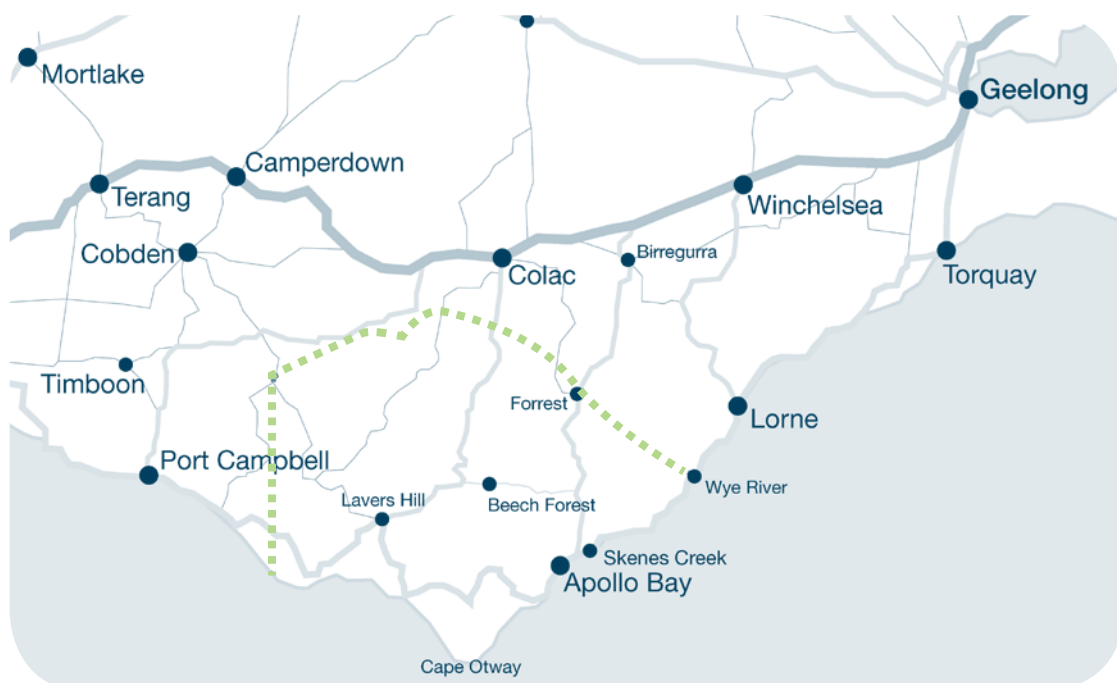 Mortlake
Geelong
Camperdown
Terang
Winchelsea
Cobden
Birregurra
Colac
Torquay
Timboon
Forrest
Lorne
Port Campbell
Wye River
Lavers Hill
Beech Forest
Skenes Creek
Apollo Bay
Cape Otway